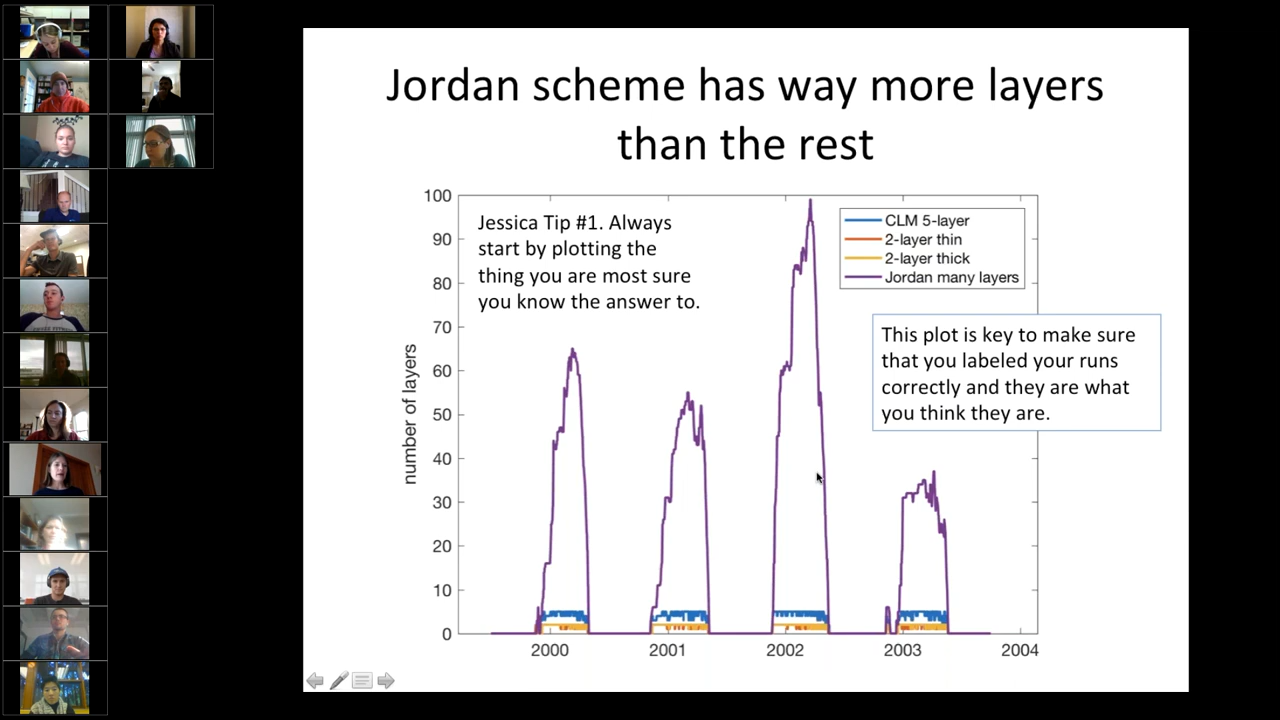 Jordan scheme has way more layers
than the rest
Jessica Tip #1. Always
start by plotting the
thing you are most sure
you know the answer to.
CLM 5-layer
2-layer thin
2-layer thick
Jordan many layers
This plot is key to make sure
that you labeled your runs
correctly and they are what
you think they are.
number of layers
100
90
80
70
60
50
40
30
20
10
0
2000
2001
2002
2003
2004